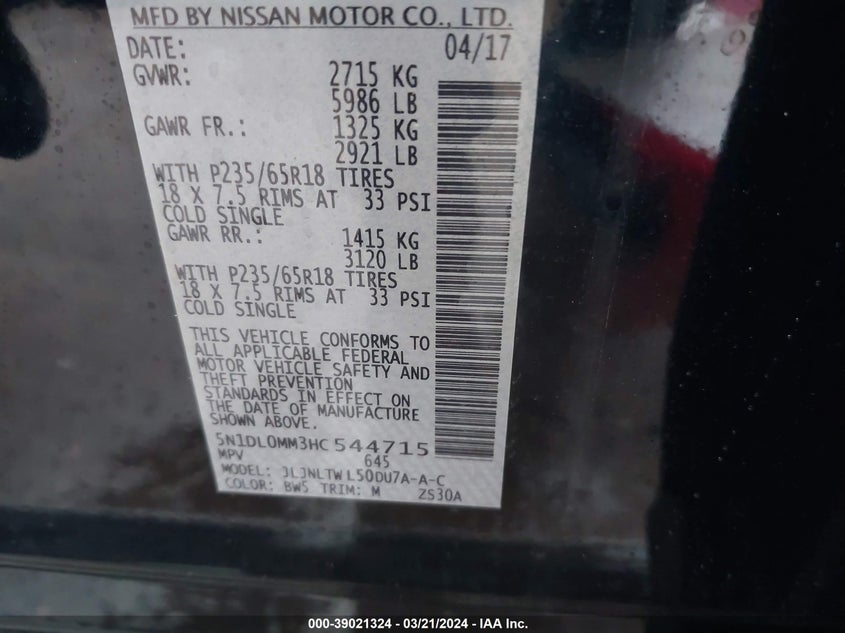 MFD BY NISSAN MOTOR CO., LTD.
DATE: 04/17
GVWR: 2715 KG
5986 LB
GAWR FR.: 1325 KG
2921 LB
WITH P235/65R18 TIRES
18 X 7.5 RIMS AT 33 PSI
COLD SINGLE
GAWR RR.: 1415 KG
3120 LB
WITH P235/65R18 TIRES
18 X 7.5 RIMS AT 33 PSI
COLD SINGLE
THIS VEHICLE CONFORMS TO
ALL APPLICABLE FEDERAL
MOTOR VEHICLE SAFETY AND
THEFT PREVENTION
STANDARDS IN EFFECT ON
THE DATE OF MANUFACTURE
SHOWN ABOVE.
5N1DL0MM3HC544715
MPV 645
MODEL: JLJNLTWL50DU7A-A-C
COLOR: BW5 TRIM: M ZS30A
000-39021324 — 03/21/2024 — IAA Inc.